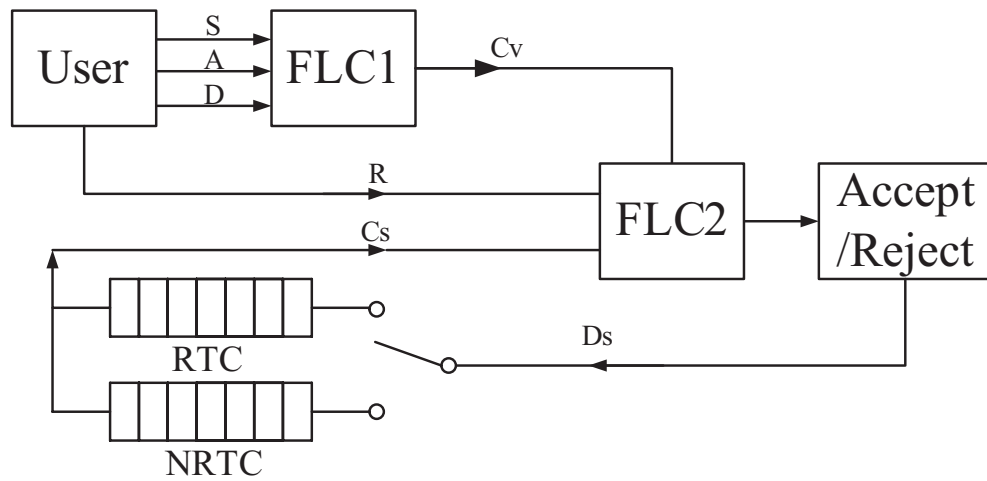 User
S
A
D
FLC1
Cv
R
Cs
FLC2
Accept
/Reject
RTC
Ds
NRTC